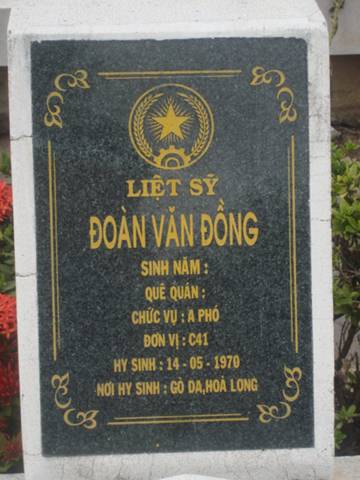 LIỆT SỸ
ĐOÀN VĂN ĐỒNG
SINH NĂM :
QUÊ QUÁN :
CHỨC VỤ : A PHÓ
ĐƠN VỊ : C41
HY SINH : 14 - 05 - 1970
NƠI HY SINH : GÒ DA,HOÀ LONG